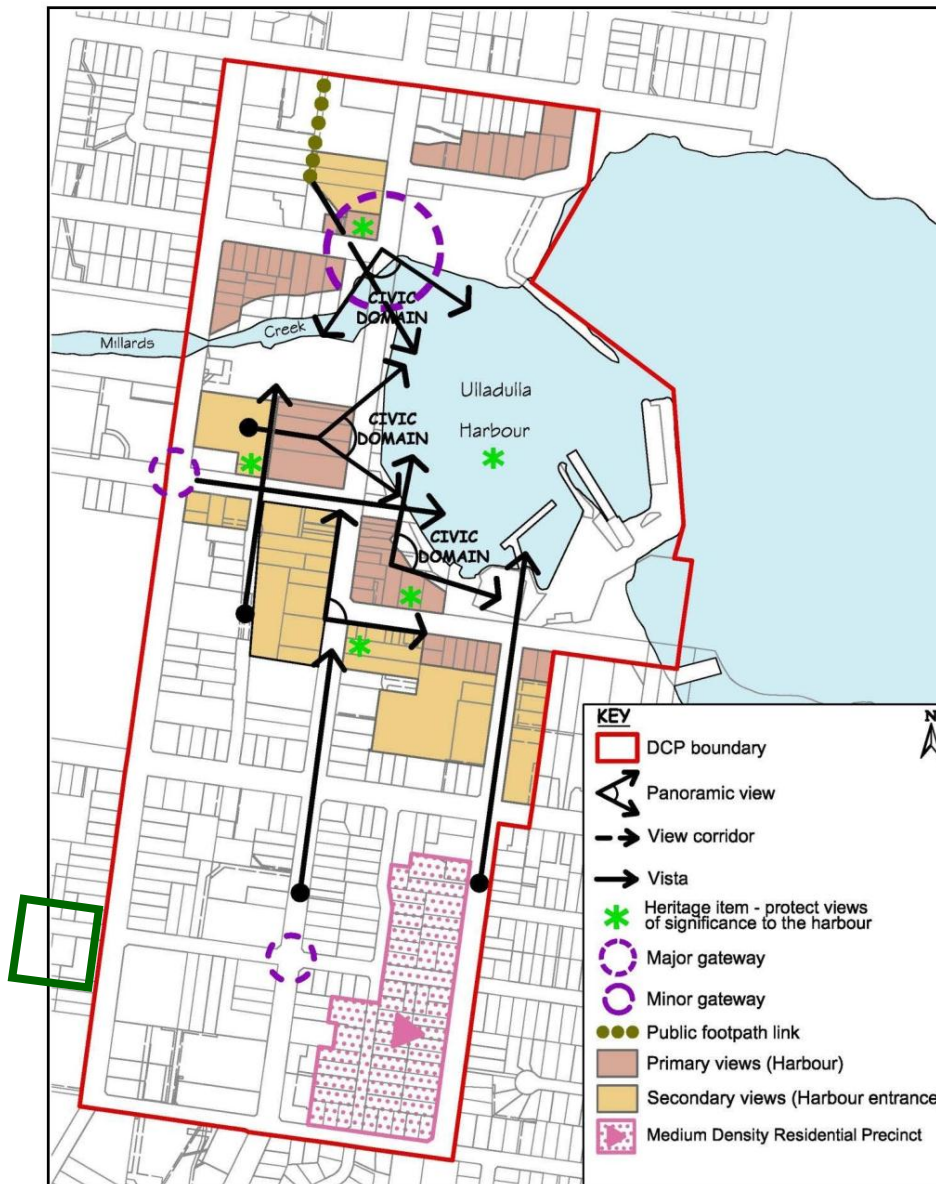 CIVIC
DOMAIN
Creek
Millards
Ulladulla
Harbour
CIVIC
DOMAIN
CIVIC
DOMAIN
KEY
N
DCP boundary
Panoramic view
View corridor
Vista
Heritage item - protect views
of significance to the harbour
Major gateway
Minor gateway
Public footpath link
Primary views (Harbour)
Secondary views (Harbour entrance
Medium Density Residential Precinct